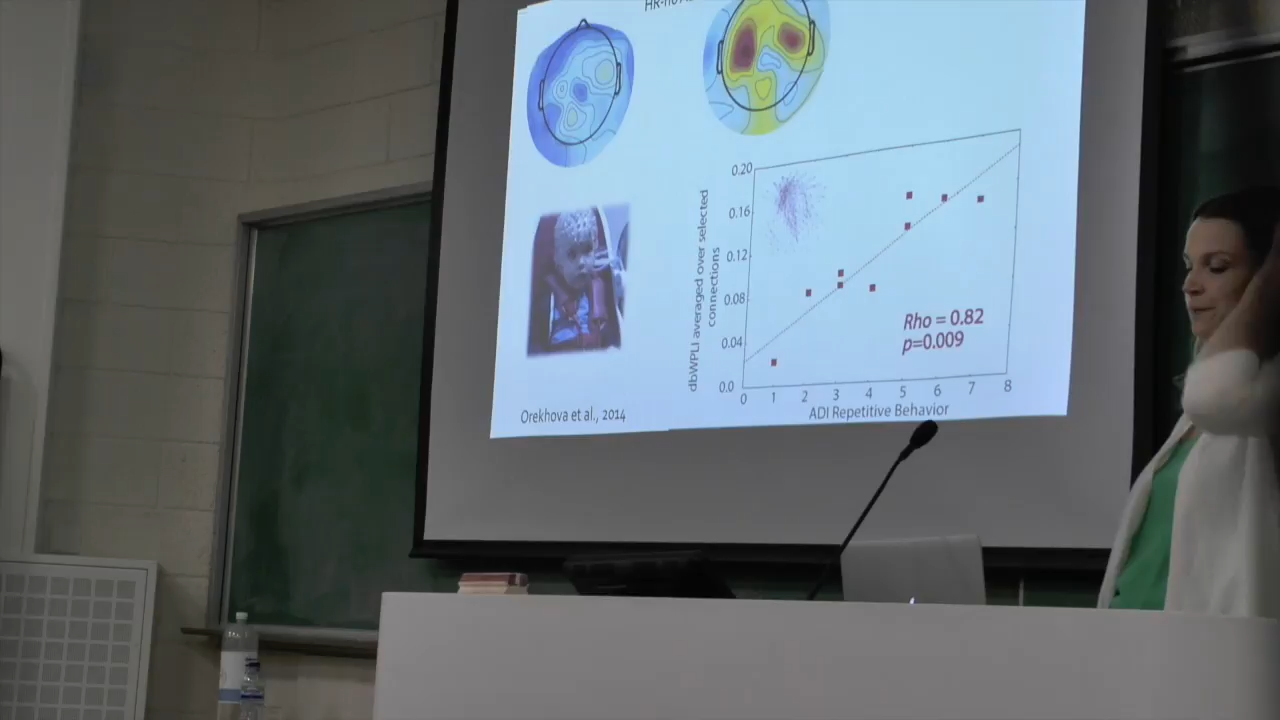 0.20
0.16
0.12
0.08
0.04
0.0
dbWPLI averaged over selected
connections
Rho = 0.82
p=0.009
0 1 2 3 4 5 6 7 8
ADI Repetitive Behavior
Orekhova et al., 2014